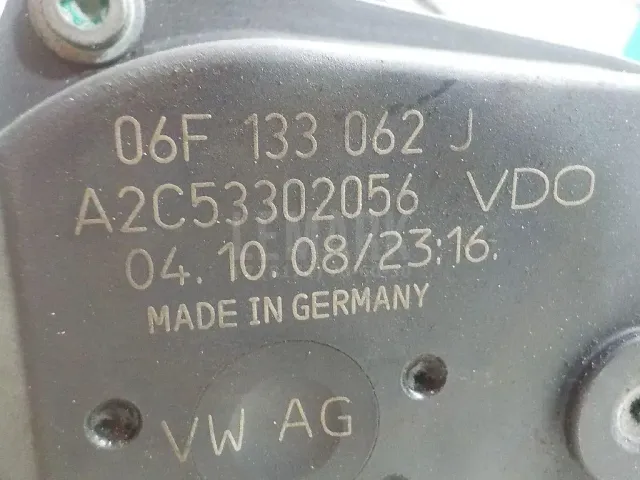 06F 133 062 J
A2C53302056 VDO
04.10.08/23:16.
MADE IN GERMANY
VW AG